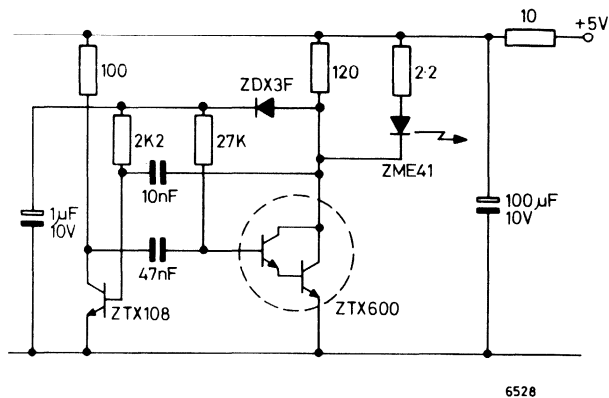 10
+5V
100
120
2·2
ZDX3F
2K2
27K
ZME41
10nF
1µF
10V
100µF
10V
47nF
ZTX108
ZTX600
6528